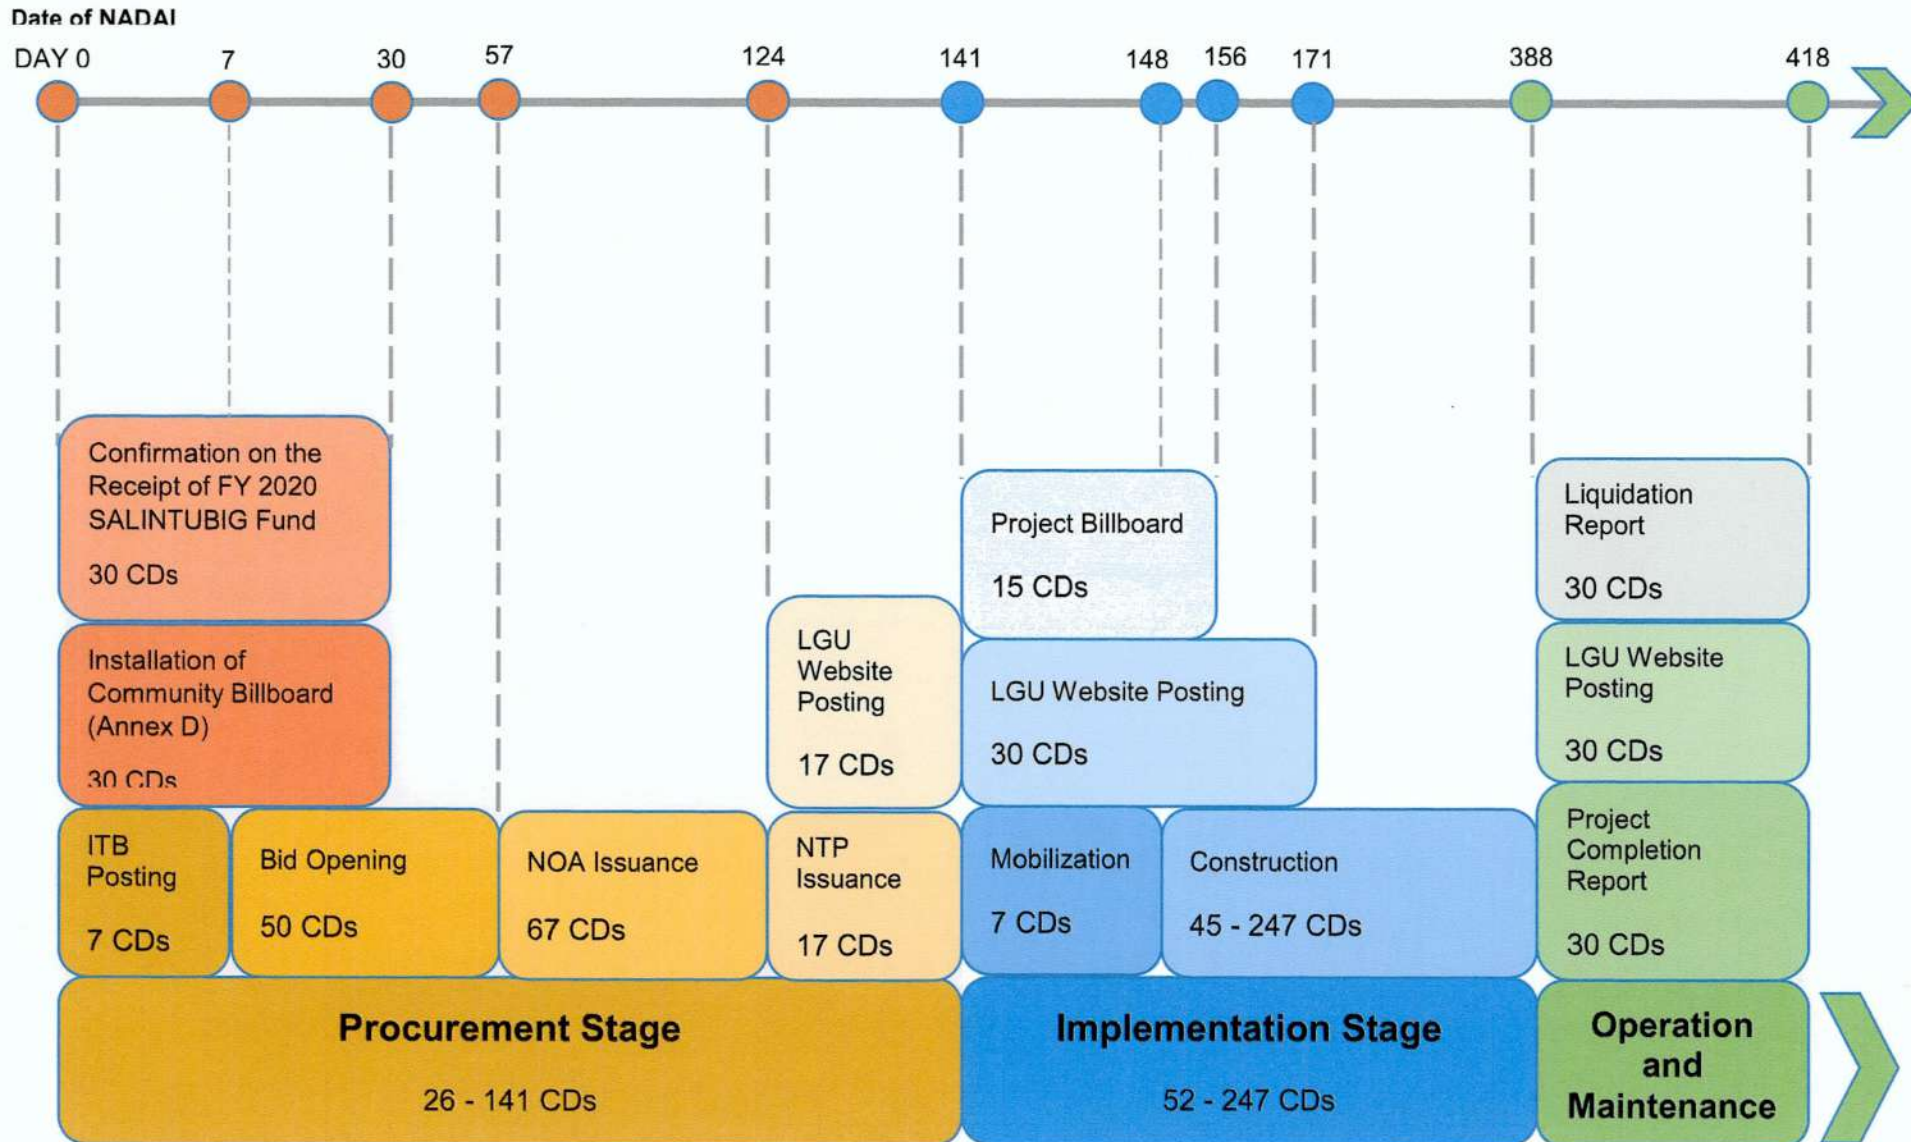 Date of NADAI
DAY 0 7 30 57 124 141 148 156 171 388 418
Confirmation on the
Receipt of FY 2020
SALINTUBIG Fund
30 CDs
Installation of
Community Billboard
(Annex D)
30 CDs
ITB
Posting
7 CDs
Bid Opening
50 CDs
NOA Issuance
67 CDs
LGU
Website
Posting
17 CDs
NTP
Issuance
17 CDs
Project Billboard
15 CDs
LGU Website Posting
30 CDs
Mobilization
7 CDs
Construction
45 - 247 CDs
Liquidation
Report
30 CDs
LGU Website
Posting
30 CDs
Project
Completion
Report
30 CDs
Procurement Stage
26 - 141 CDs
Implementation Stage
52 - 247 CDs
Operation
and
Maintenance